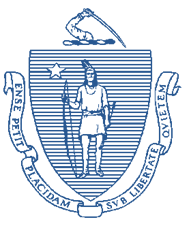 ENSE PETIT
PLACIDAM
SVB LIBERTATE
QVIETEM